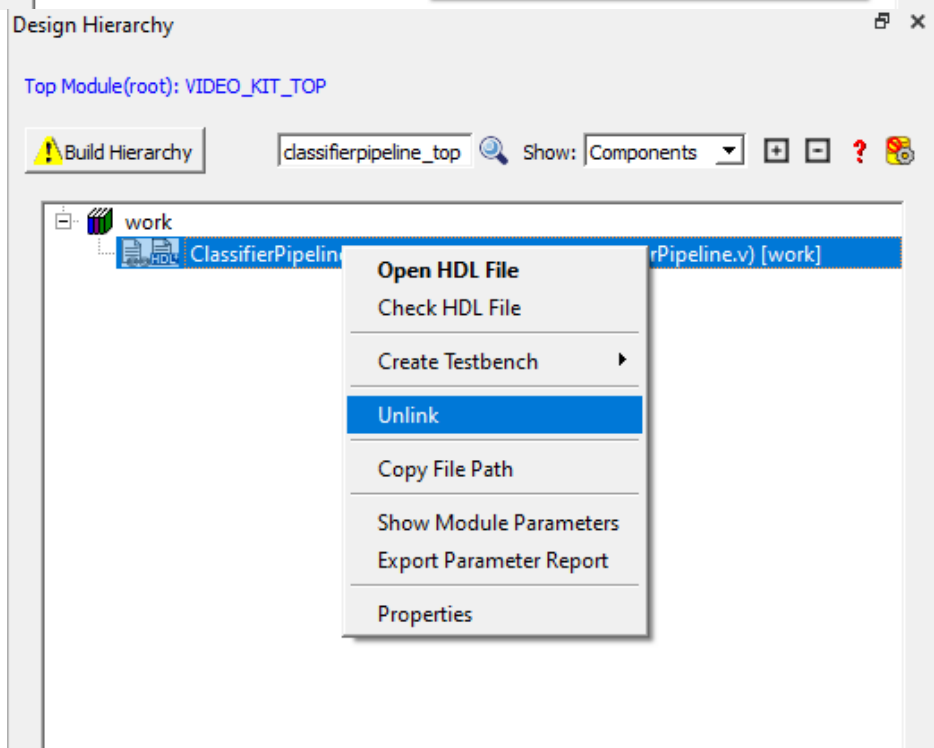 Design Hierarchy
Top Module(root): VIDEO_KIT_TOP
Build Hierarchy classifierpipeline_top Show: Components + - ?
work
ClassifierPipeline rPipeline.v) [work]
Open HDL File
Check HDL File
Create Testbench
Unlink
Copy File Path
Show Module Parameters
Export Parameter Report
Properties